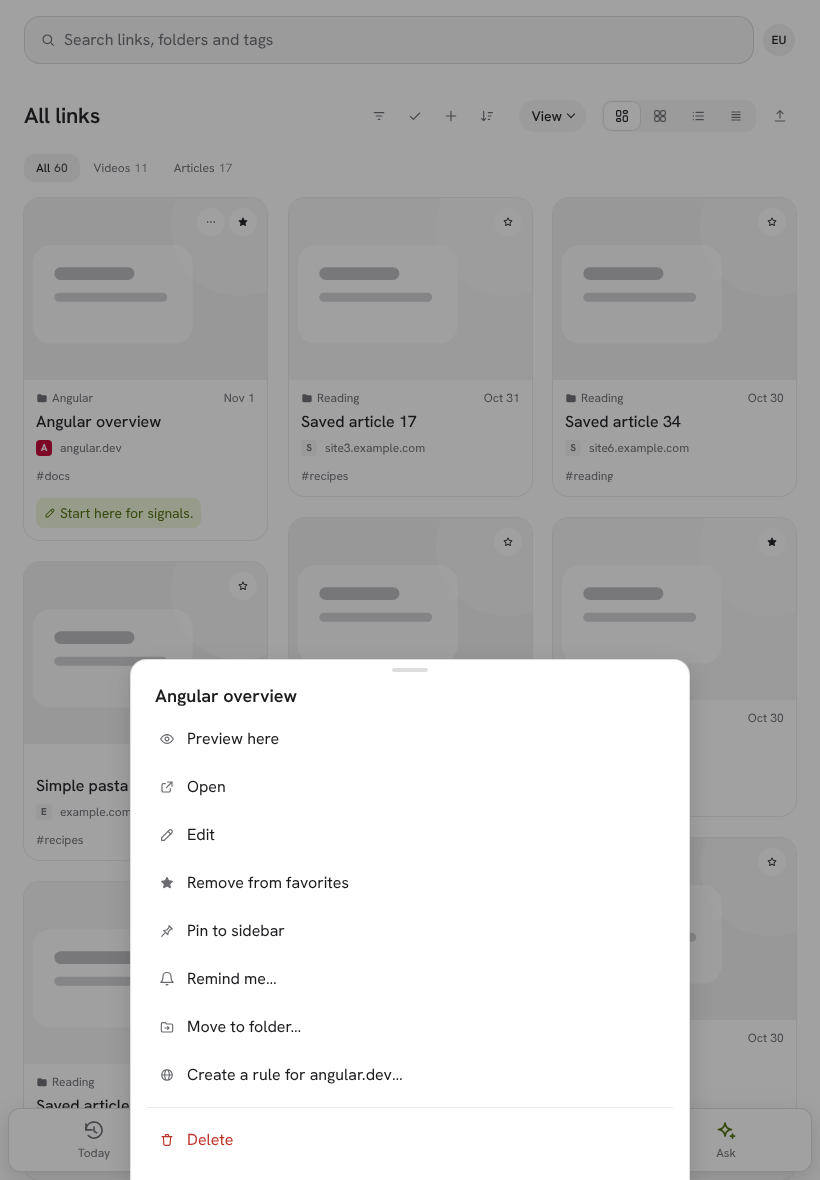 Search links, folders and tags
EU
All links
View
All 60
Videos 11
Articles 17
Angular
Nov 1
Angular overview
A
angular.dev
#docs
Start here for signals.
Reading
Oct 31
Saved article 17
S
site3.example.com
#recipes
Reading
Oct 30
Saved article 34
S
site6.example.com
#reading
Simple pasta
E
example.com
#recipes
Oct 30
Oct 30
Reading
Saved article
Angular overview
Preview here
Open
Edit
Remove from favorites
Pin to sidebar
Remind me...
Move to folder...
Create a rule for angular.dev...
Delete
Today
Ask